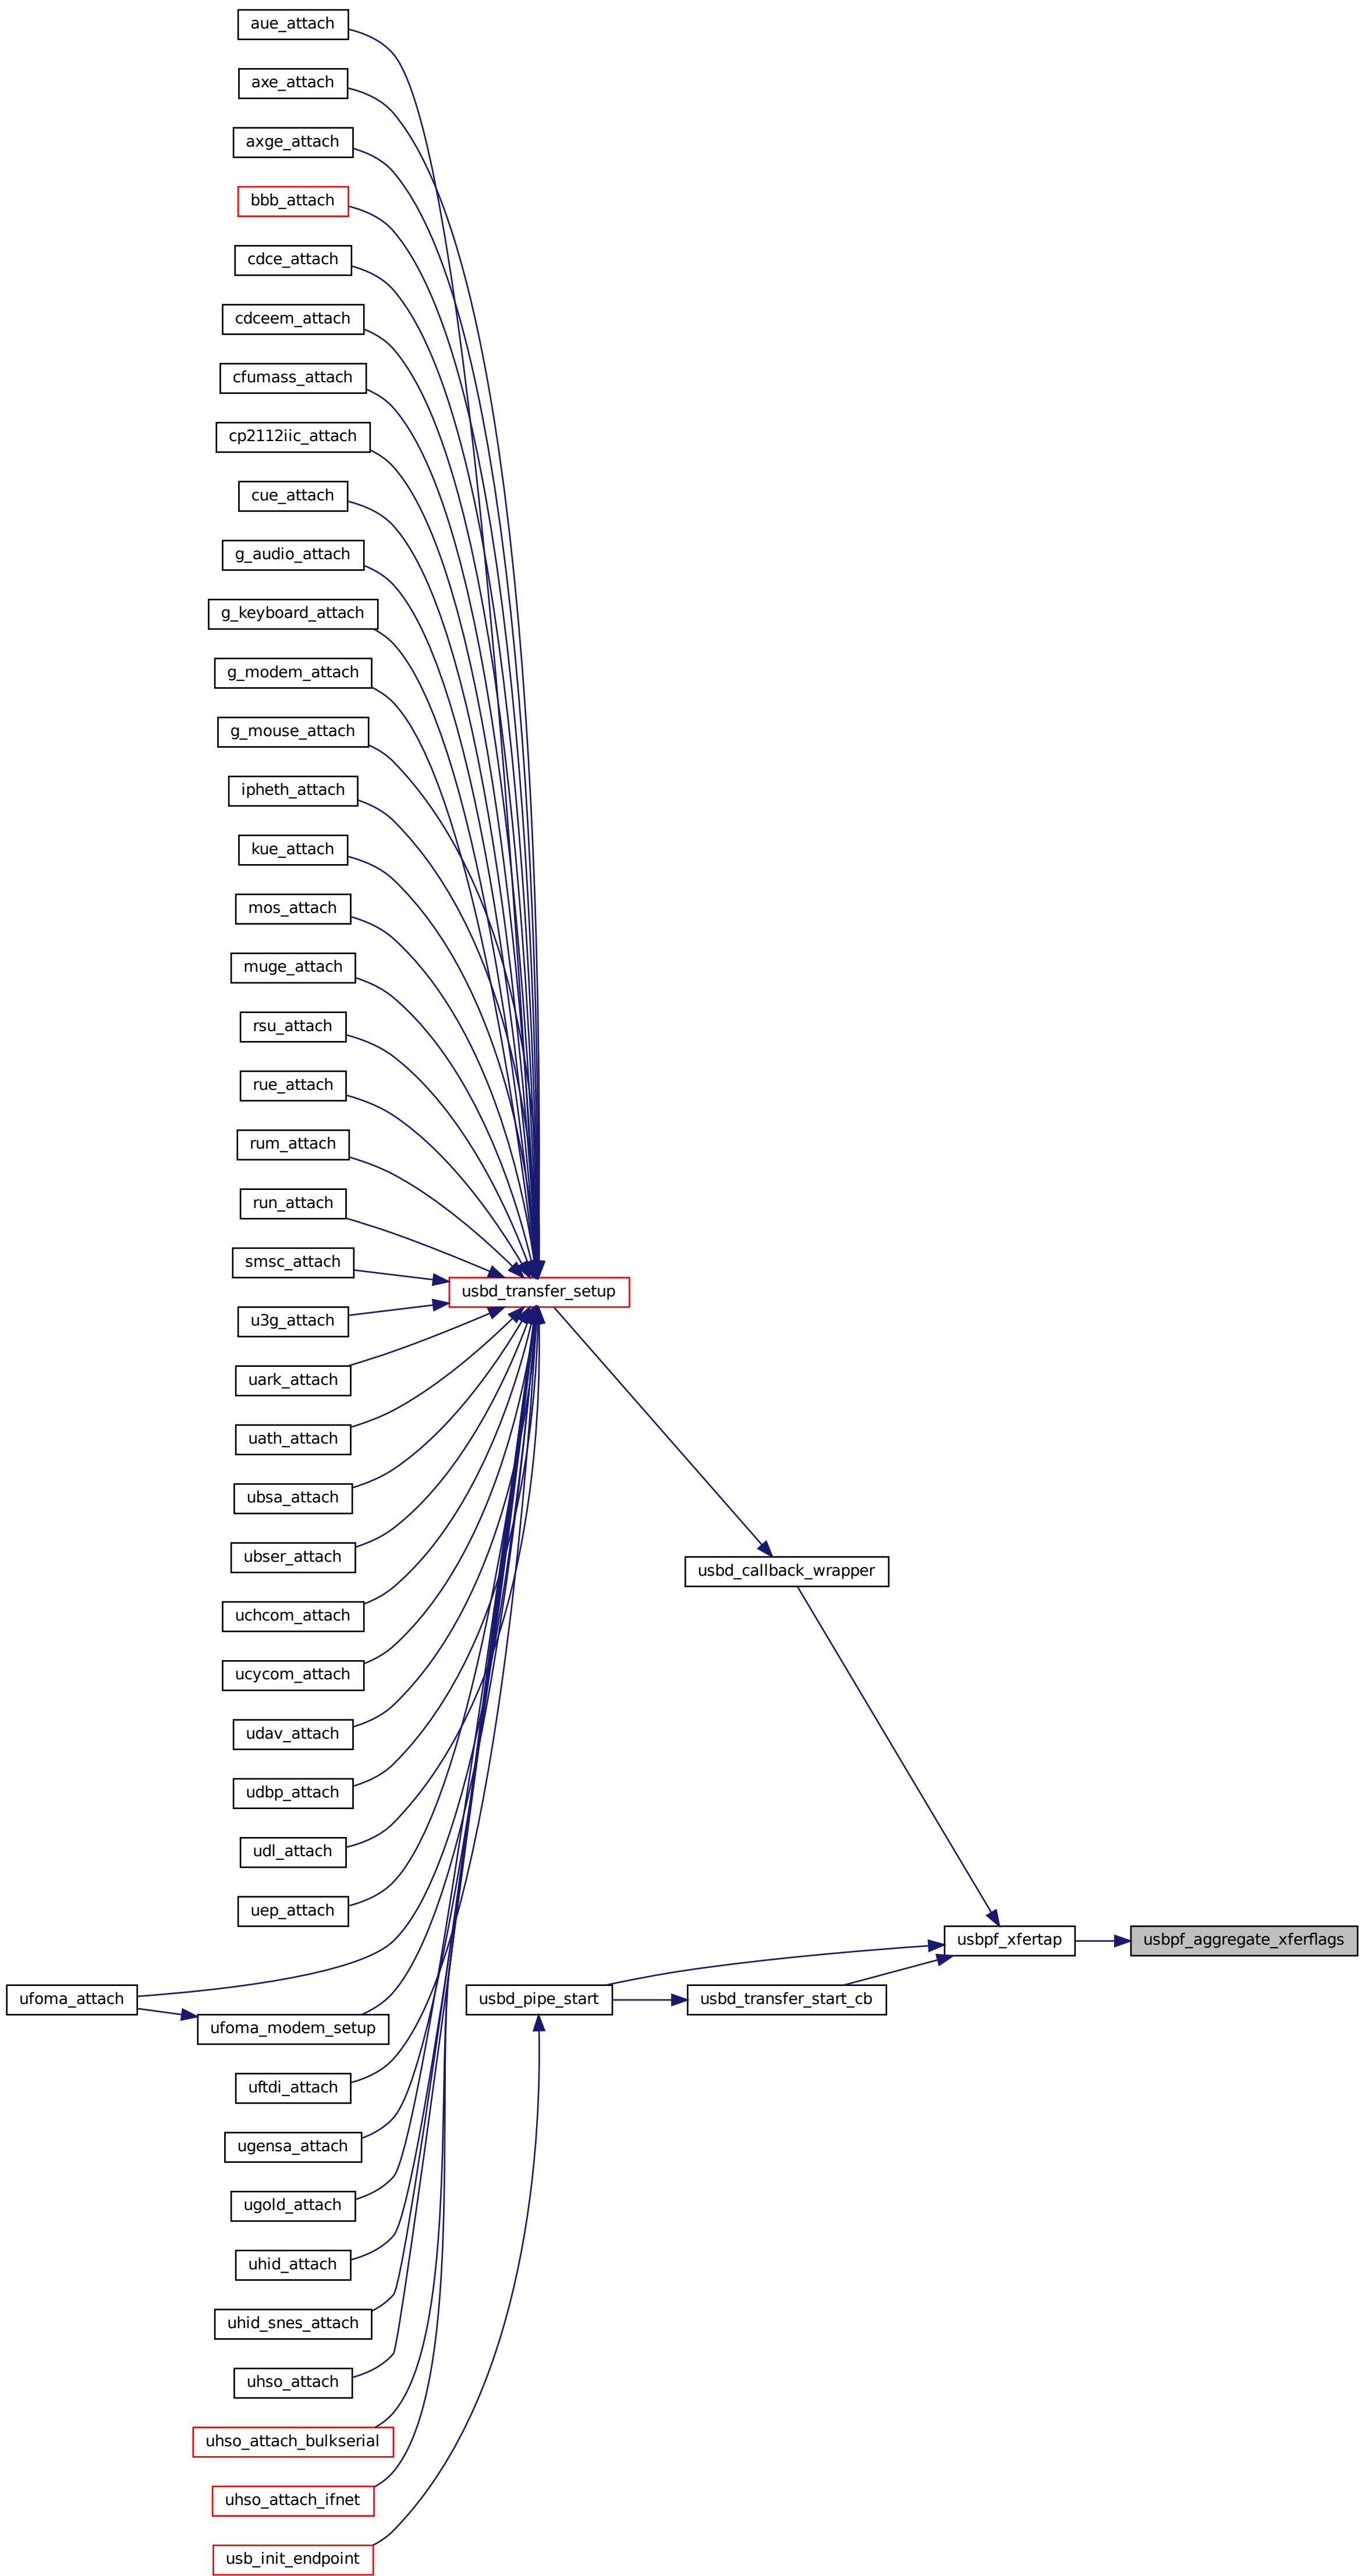 aue_attach
axe_attach
axge_attach
bbb_attach
cdce_attach
cdceem_attach
cfumass_attach
cp2112iic_attach
cue_attach
g_audio_attach
g_keyboard_attach
g_modem_attach
g_mouse_attach
ipheth_attach
kue_attach
mos_attach
muge_attach
rsu_attach
rue_attach
rum_attach
run_attach
smsc_attach
usbd_transfer_setup
u3g_attach
uark_attach
uath_attach
ubsa_attach
ubser_attach
usbd_callback_wrapper
uchcom_attach
ucycom_attach
udav_attach
udbp_attach
udl_attach
uep_attach
usbpf_xfertap
usbpf_aggregate_xferflags
ufoma_attach
usbd_pipe_start
usbd_transfer_start_cb
ufoma_modem_setup
uftdi_attach
ugensa_attach
ugold_attach
uhid_attach
uhid_snes_attach
uhso_attach
uhso_attach_bulkserial
uhso_attach_ifnet
usb_init_endpoint